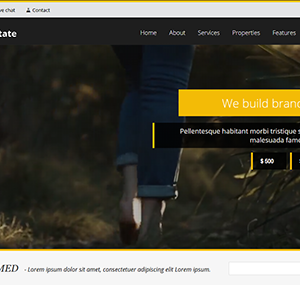 ve chat Contact
tate Home About Services Properties Features
We build brand
Pellentesque habitant morbi tristique s
malesuada fame
$ 500 $
MED - Lorem ipsum dolor sit amet, consectetuer adipiscing elit Lorem ipsum.